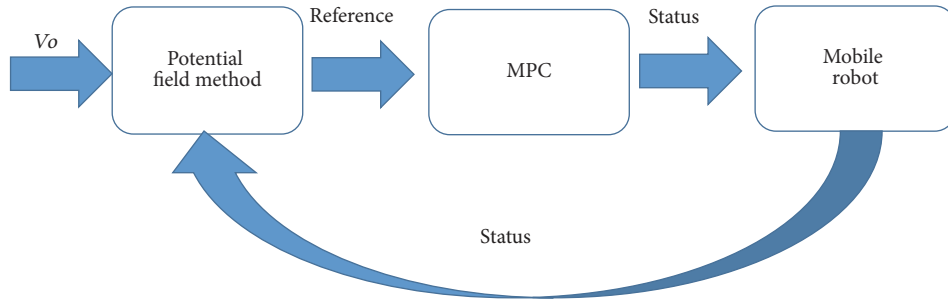 Vo
Potential
field method
Reference
MPC
Status
Mobile
robot
Status